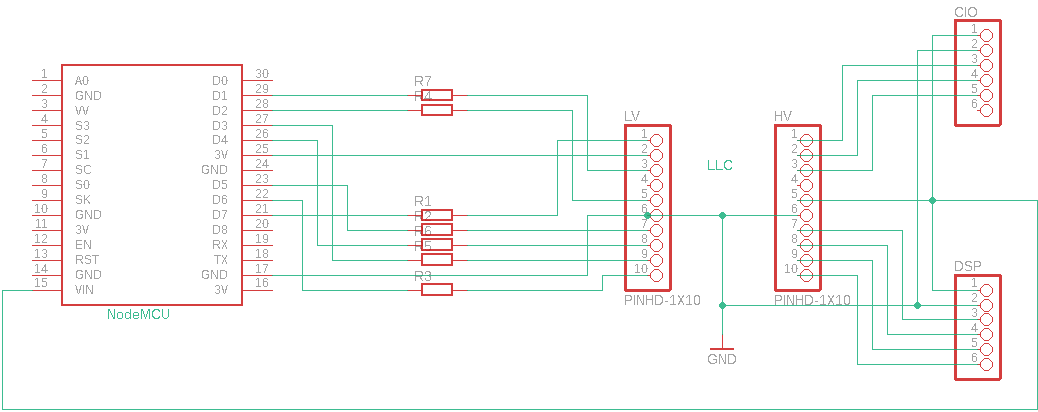 CIO
1
2
3
4
5
6
1 A0 D0 30
2 GND D1 29
3 VV D2 28
4 S3 D3 27
5 S2 D4 26
6 S1 3V 25
7 SC GND 24
8 S0 D5 23
9 SK D6 22
10 GND D7 21
11 3V D8 20
12 EN RX 19
13 RST TX 18
14 GND GND 17
15 VIN 3V 16
NodeMCU
R7
R4
R1
R2
R6
R5
R3
LV
1
2
3
4
5
6
7
8
9
10
PINHD-1X10
LLC
HV
1
2
3
4
5
6
7
8
9
10
PINHD-1X10
GND
DSP
1
2
3
4
5
6